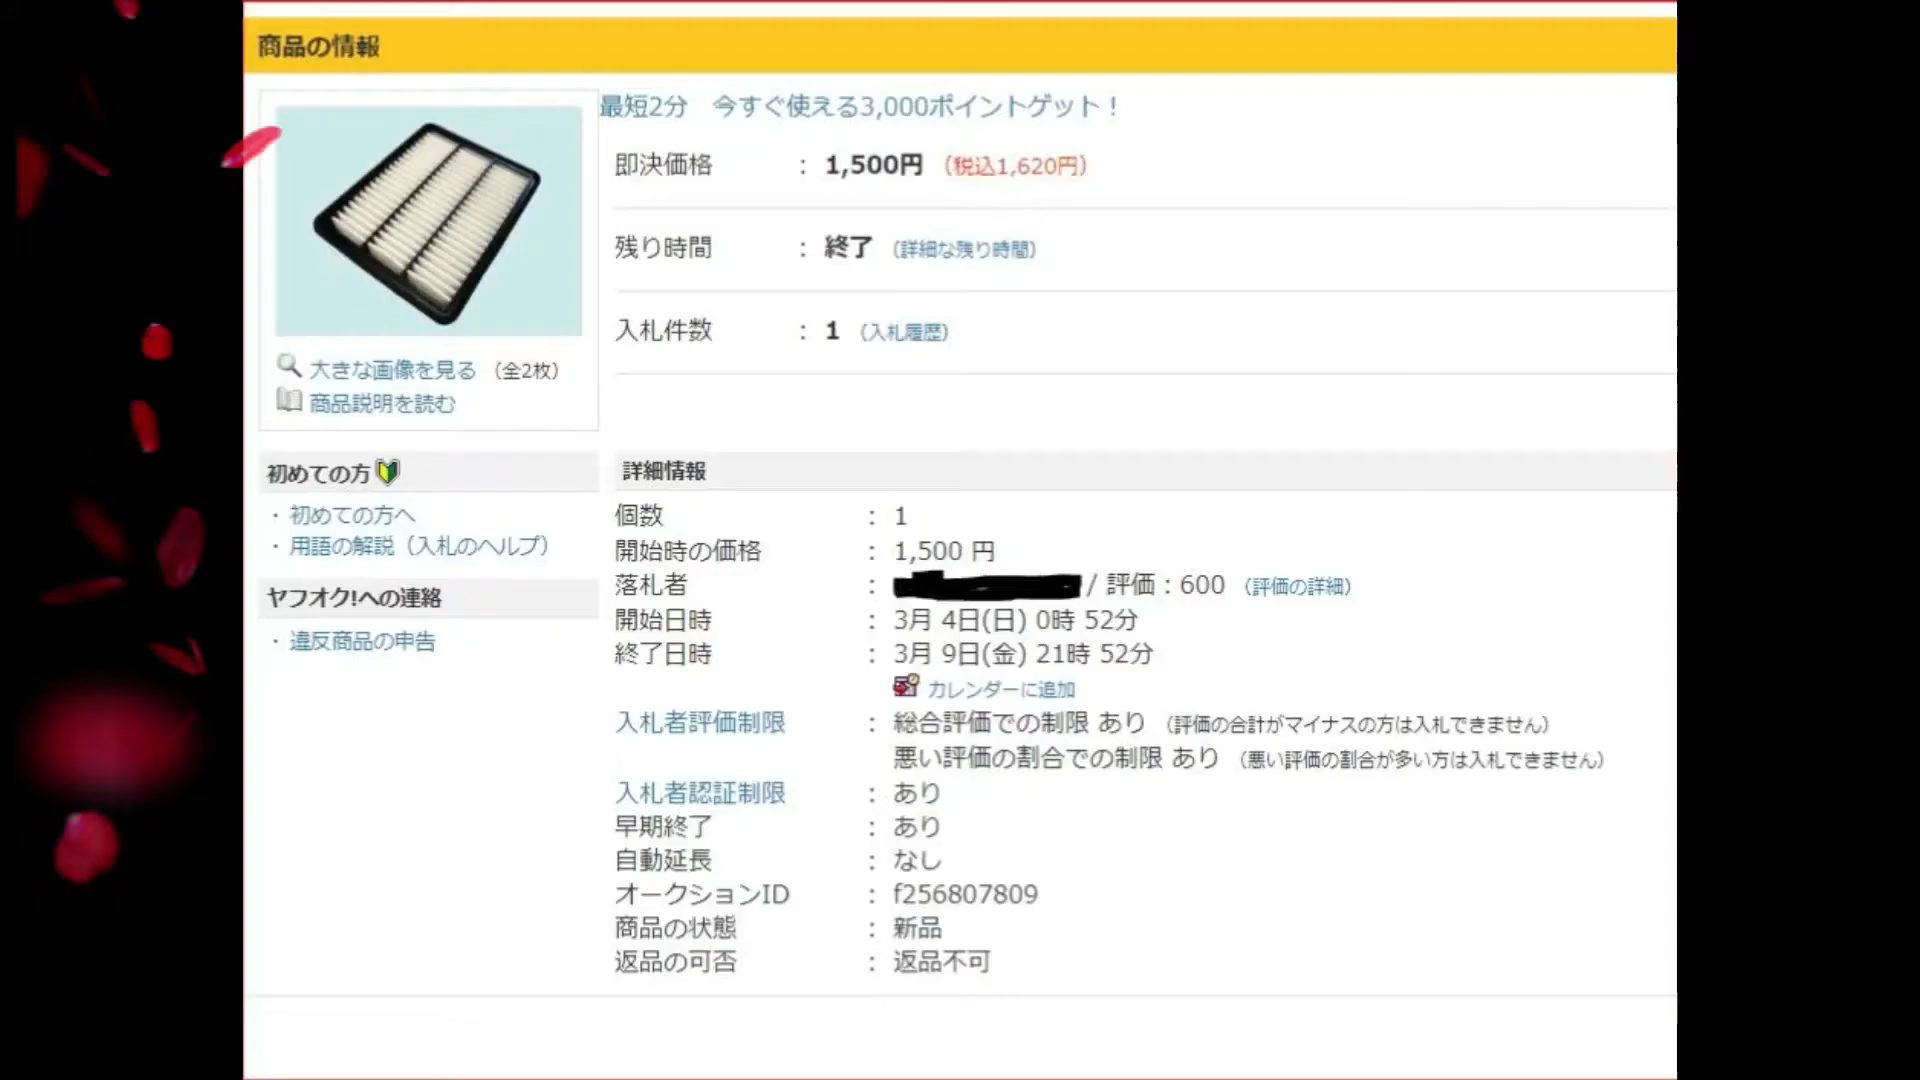 商品の情報
最短2分　今すぐ使える3,000ポイントゲット！
即決価格 : 1,500円 （税込1,620円）
残り時間 : 終了 （詳細な残り時間）
入札件数 : 1 （入札履歴）
大きな画像を見る （全2枚）
商品説明を読む
初めての方
・初めての方へ
・用語の解説（入札のヘルプ）
ヤフオク!への連絡
・違反商品の申告
詳細情報
個数 : 1
開始時の価格 : 1,500 円
落札者 : / 評価：600 （評価の詳細）
開始日時 : 3月 4日(日) 0時 52分
終了日時 : 3月 9日(金) 21時 52分
カレンダーに追加
入札者評価制限 : 総合評価での制限 あり （評価の合計がマイナスの方は入札できません）
悪い評価の割合での制限 あり （悪い評価の割合が多い方は入札できません）
入札者認証制限 : あり
早期終了 : あり
自動延長 : なし
オークションID : f256807809
商品の状態 : 新品
返品の可否 : 返品不可